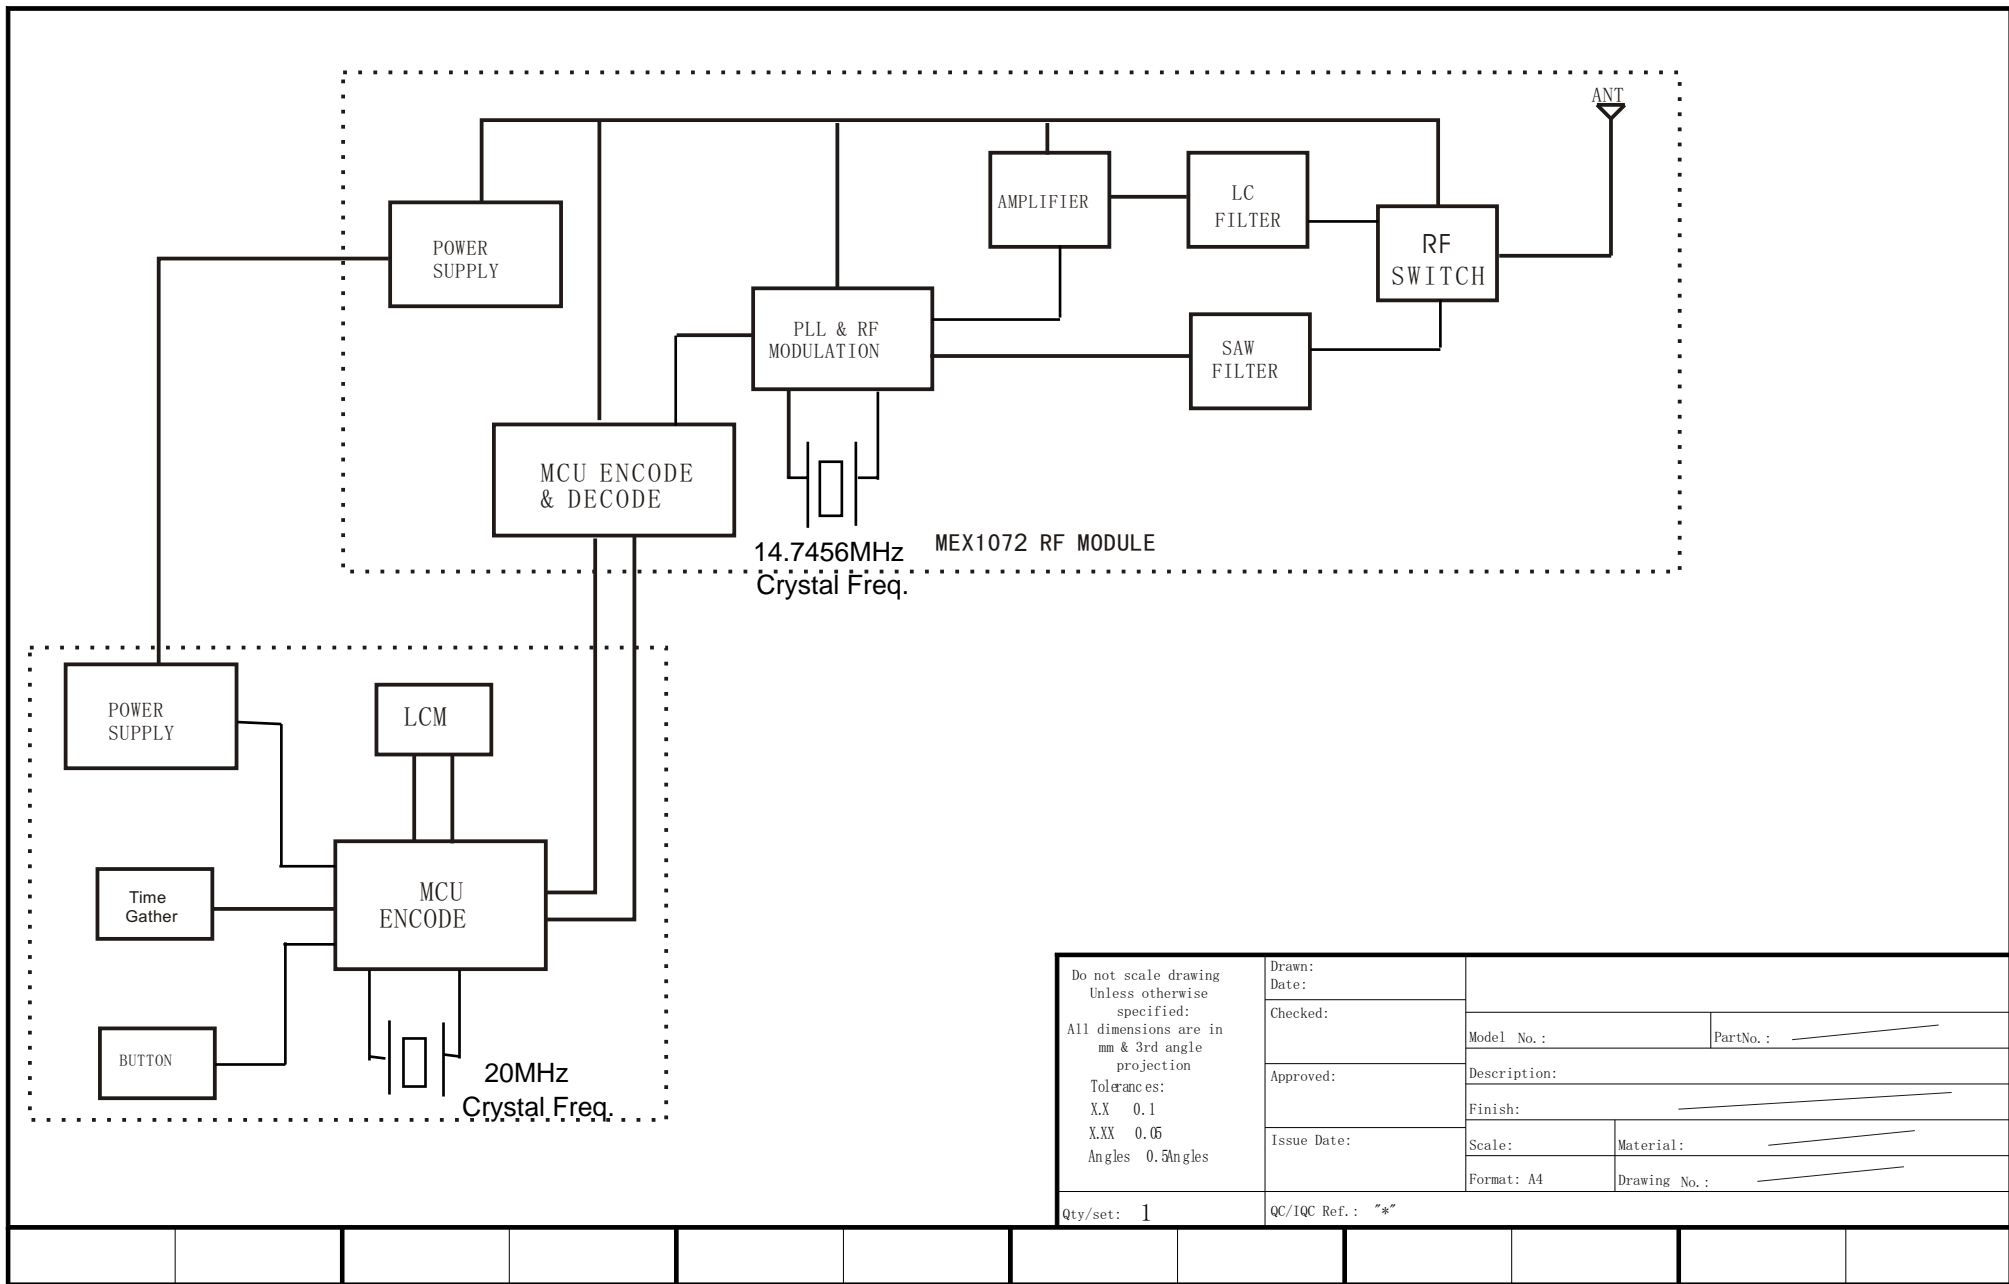 ANT
AMPLIFIER
LC
FILTER
POWER
SUPPLY
RF
SWITCH
PLL & RF
MODULATION
SAW
FILTER
MCU ENCODE
& DECODE
14.7456MHz
Crystal Freq.
MEX1072 RF MODULE
POWER
SUPPLY
LCM
Time
Gather
MCU
ENCODE
BUTTON
20MHz
Crystal Freq.
Do not scale drawing
Unless otherwise
specified:
All dimensions are in
mm & 3rd angle
projection
Tolerances:
X.X 0.1
X.XX 0.05
Angles 0.5Angles
Qty/set: 1
Drawn:
Date:
Checked:
Approved:
Issue Date:
QC/IQC Ref.: "*"
Model No.:
PartNo.:
Description:
Finish:
Scale:
Material:
Format: A4
Drawing No.: